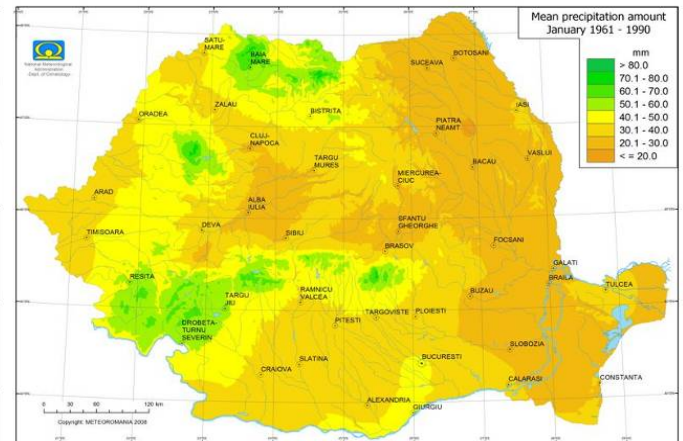 Mean precipitation amount
January 1961 - 1990
mm
> 80.0
70.1 - 80.0
60.1 - 70.0
50.1 - 60.0
40.1 - 50.0
30.1 - 40.0
20.1 - 30.0
<= 20.0
National Meteorological
Administration
Dept. of Climatology
BATU-
MARE
BAIA
MARE
SUCEAVA
BOTOSANI
ORADEA
ZALAU
BISTRITA
IASI
PIATRA
NEAMT
CLUJ-
NAPOCA
TARGU
MURES
BACAU
VASLUI
MIERCUREA-
CIUC
ARAD
ALBA
IULIA
TIMISOARA
DEVA
SIBIU
SFANTU
GHEORGHE
BRASOV
FOCSANI
GALATI
BRAILA
TULCEA
RESITA
TARGU
JIU
RAMNICU
VALCEA
BUZAU
DROBETA-
TURNU
SEVERIN
PITESTI
TARGOVISTE
PLOIESTI
SLOBOZIA
CRAIOVA
SLATINA
BUCURESTI
CALARASI
CONSTANTA
ALEXANDRIA
GIURGIU
0 30 60 120 km
Copyright: METEOROMANIA 2008